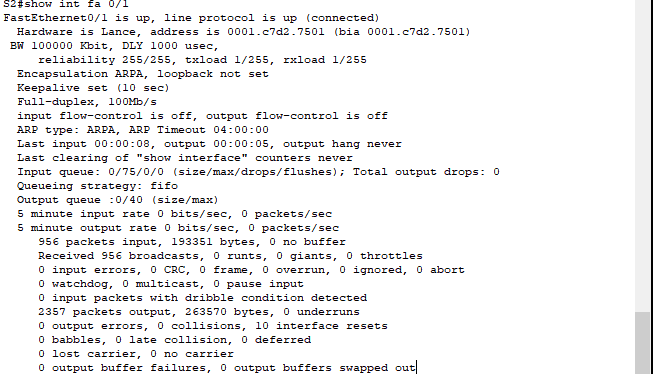 S2#show int fa 0/1
FastEthernet0/1 is up, line protocol is up (connected)
Hardware is Lance, address is 0001.c7d2.7501 (bia 0001.c7d2.7501)
BW 100000 Kbit, DLY 1000 usec,
reliability 255/255, txload 1/255, rxload 1/255
Encapsulation ARPA, loopback not set
Keepalive set (10 sec)
Full-duplex, 100Mb/s
input flow-control is off, output flow-control is off
ARP type: ARPA, ARP Timeout 04:00:00
Last input 00:00:08, output 00:00:05, output hang never
Last clearing of "show interface" counters never
Input queue: 0/75/0/0 (size/max/drops/flushes); Total output drops: 0
Queueing strategy: fifo
Output queue :0/40 (size/max)
5 minute input rate 0 bits/sec, 0 packets/sec
5 minute output rate 0 bits/sec, 0 packets/sec
956 packets input, 193351 bytes, 0 no buffer
Received 956 broadcasts, 0 runts, 0 giants, 0 throttles
0 input errors, 0 CRC, 0 frame, 0 overrun, 0 ignored, 0 abort
0 watchdog, 0 multicast, 0 pause input
0 input packets with dribble condition detected
2357 packets output, 263570 bytes, 0 underruns
0 output errors, 0 collisions, 10 interface resets
0 babbles, 0 late collision, 0 deferred
0 lost carrier, 0 no carrier
0 output buffer failures, 0 output buffers swapped out